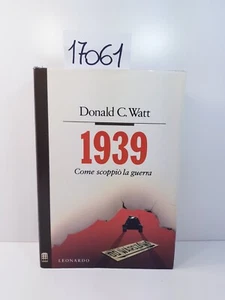 17061
Donald C. Watt
1939
Come scoppiò la guerra
LEONARDO